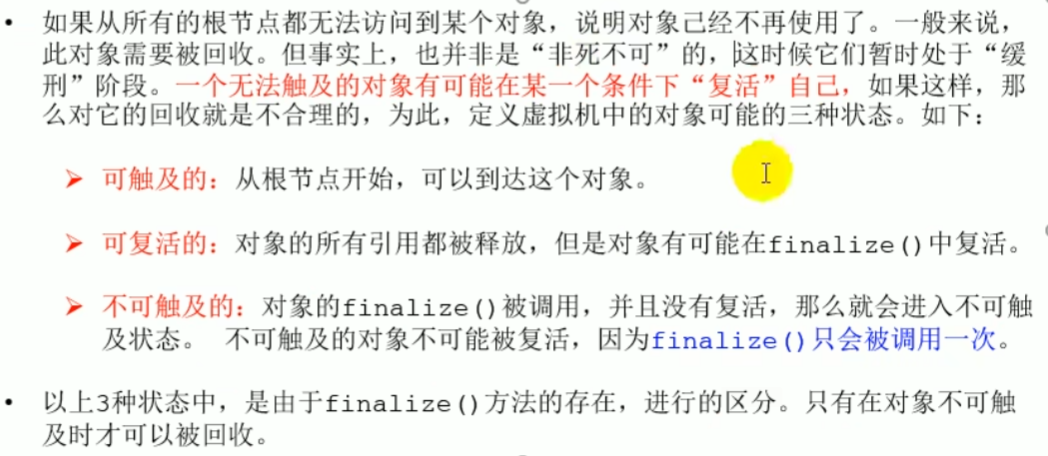 • 如果从所有的根节点都无法访问到某个对象，说明对象己经不再使用了。一般来说，
此对象需要被回收。但事实上，也并非是“非死不可”的，这时候它们暂时处于“缓
刑”阶段。一个无法触及的对象有可能在某一个条件下“复活”自己，如果这样，那
么对它的回收就是不合理的，为此，定义虚拟机中的对象可能的三种状态。如下：
➢ 可触及的：从根节点开始，可以到达这个对象。
➢ 可复活的：对象的所有引用都被释放，但是对象有可能在finalize()中复活。
➢ 不可触及的：对象的finalize()被调用，并且没有复活，那么就会进入不可触
及状态。 不可触及的对象不可能被复活，因为finalize()只会被调用一次。
• 以上3种状态中，是由于finalize()方法的存在，进行的区分。只有在对象不可触
及时才可以被回收。